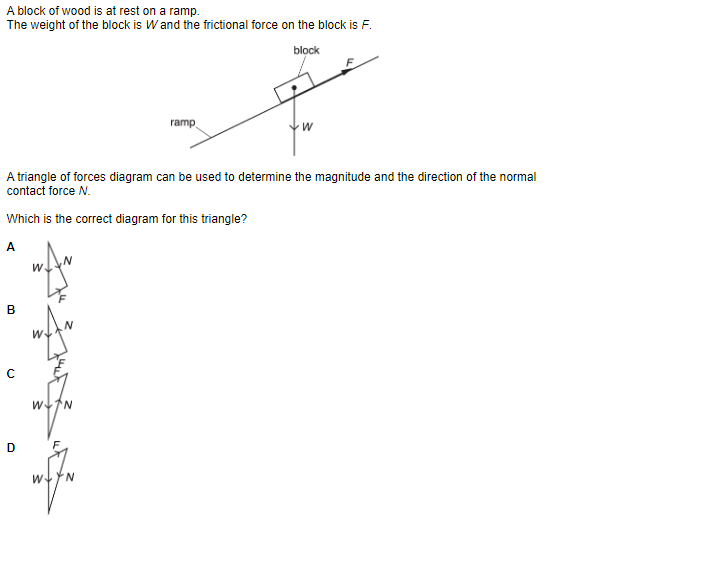 A block of wood is at rest on a ramp.
The weight of the block is W and the frictional force on the block is F.
block
F
ramp
W
A triangle of forces diagram can be used to determine the magnitude and the direction of the normal
contact force N.
Which is the correct diagram for this triangle?
A
W
N
F
B
W
N
F
C
F
W
N
D
F
W
N